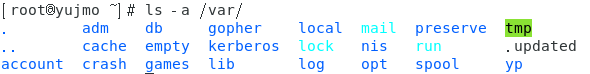 [root@yujmo ~]# ls -a /var/
.        adm    db     gopher    local  mail  preserve  tmp
..       cache  empty  kerberos  lock   nis   run       .updated
account  crash  games  lib       log    opt   spool     yp